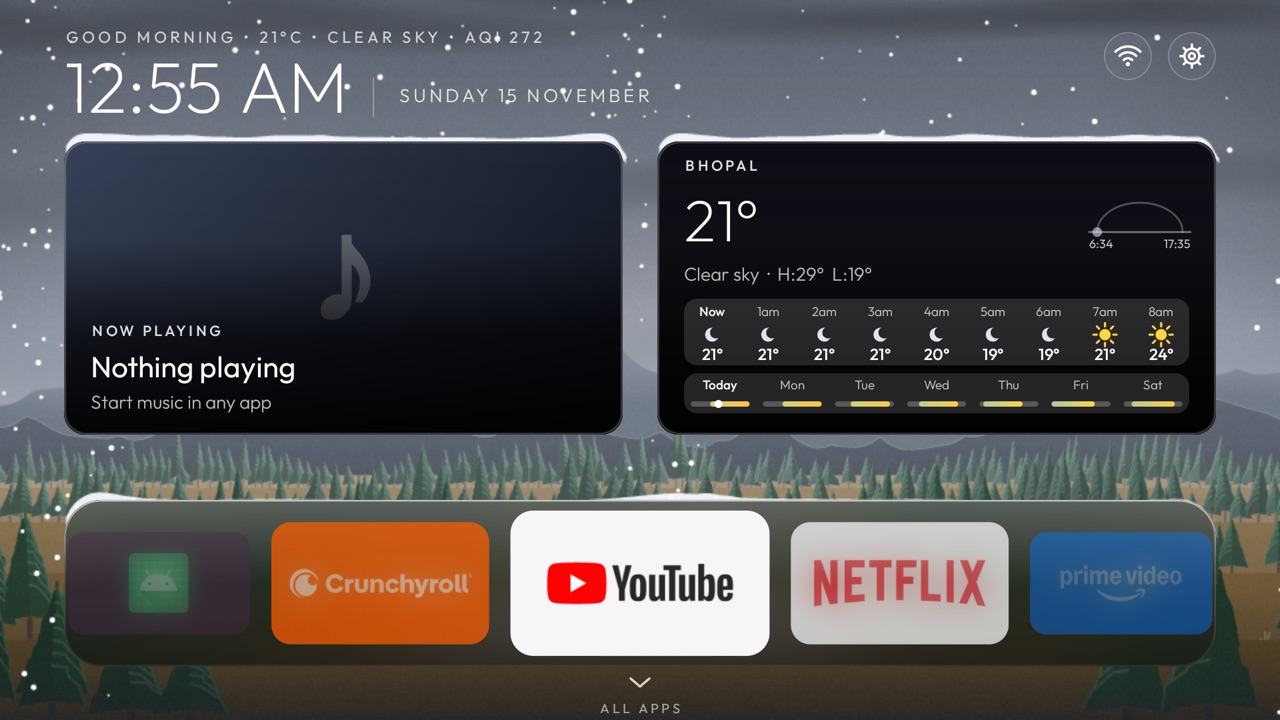 GOOD MORNING • 21°C • CLEAR SKY • AQI 272
12:55 AM
SUNDAY 15 NOVEMBER
NOW PLAYING
Nothing playing
Start music in any app
BHOPAL
21°
6:34 17:35
Clear sky · H:29° L:19°
Now 1am 2am 3am 4am 5am 6am 7am 8am
21° 21° 21° 21° 20° 19° 19° 21° 24°
Today Mon Tue Wed Thu Fri Sat
Crunchyroll YouTube NETFLIX prime video
ALL APPS